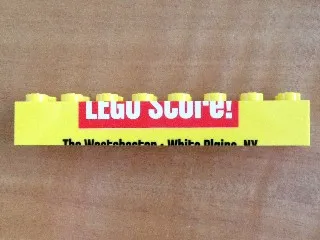 LEGO Score!
The Westchester • White Plains, NY